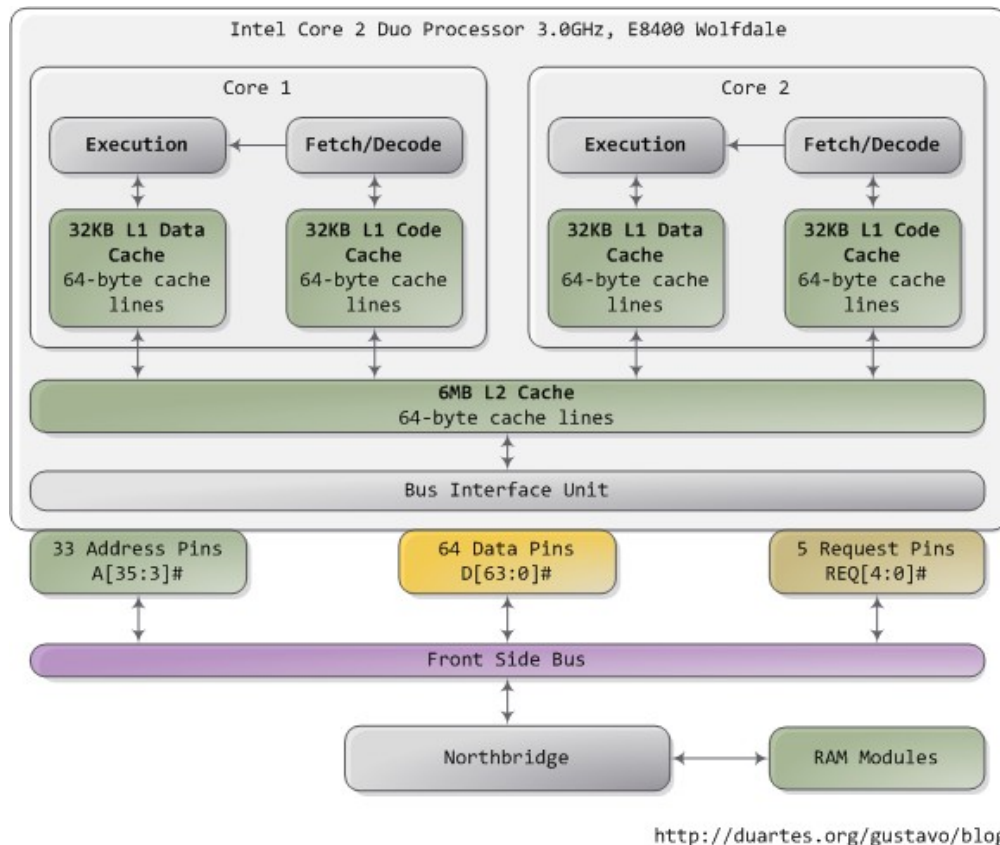 Intel Core 2 Duo Processor 3.0GHz, E8400 Wolfdale
Core 1
Execution
Fetch/Decode
32KB L1 Data
Cache
64-byte cache
lines
32KB L1 Code
Cache
64-byte cache
lines
Core 2
Execution
Fetch/Decode
32KB L1 Data
Cache
64-byte cache
lines
32KB L1 Code
Cache
64-byte cache
lines
6MB L2 Cache
64-byte cache lines
Bus Interface Unit
33 Address Pins
A[35:3]#
64 Data Pins
D[63:0]#
5 Request Pins
REQ[4:0]#
Front Side Bus
Northbridge
RAM Modules
http://duartes.org/gustavo/blog